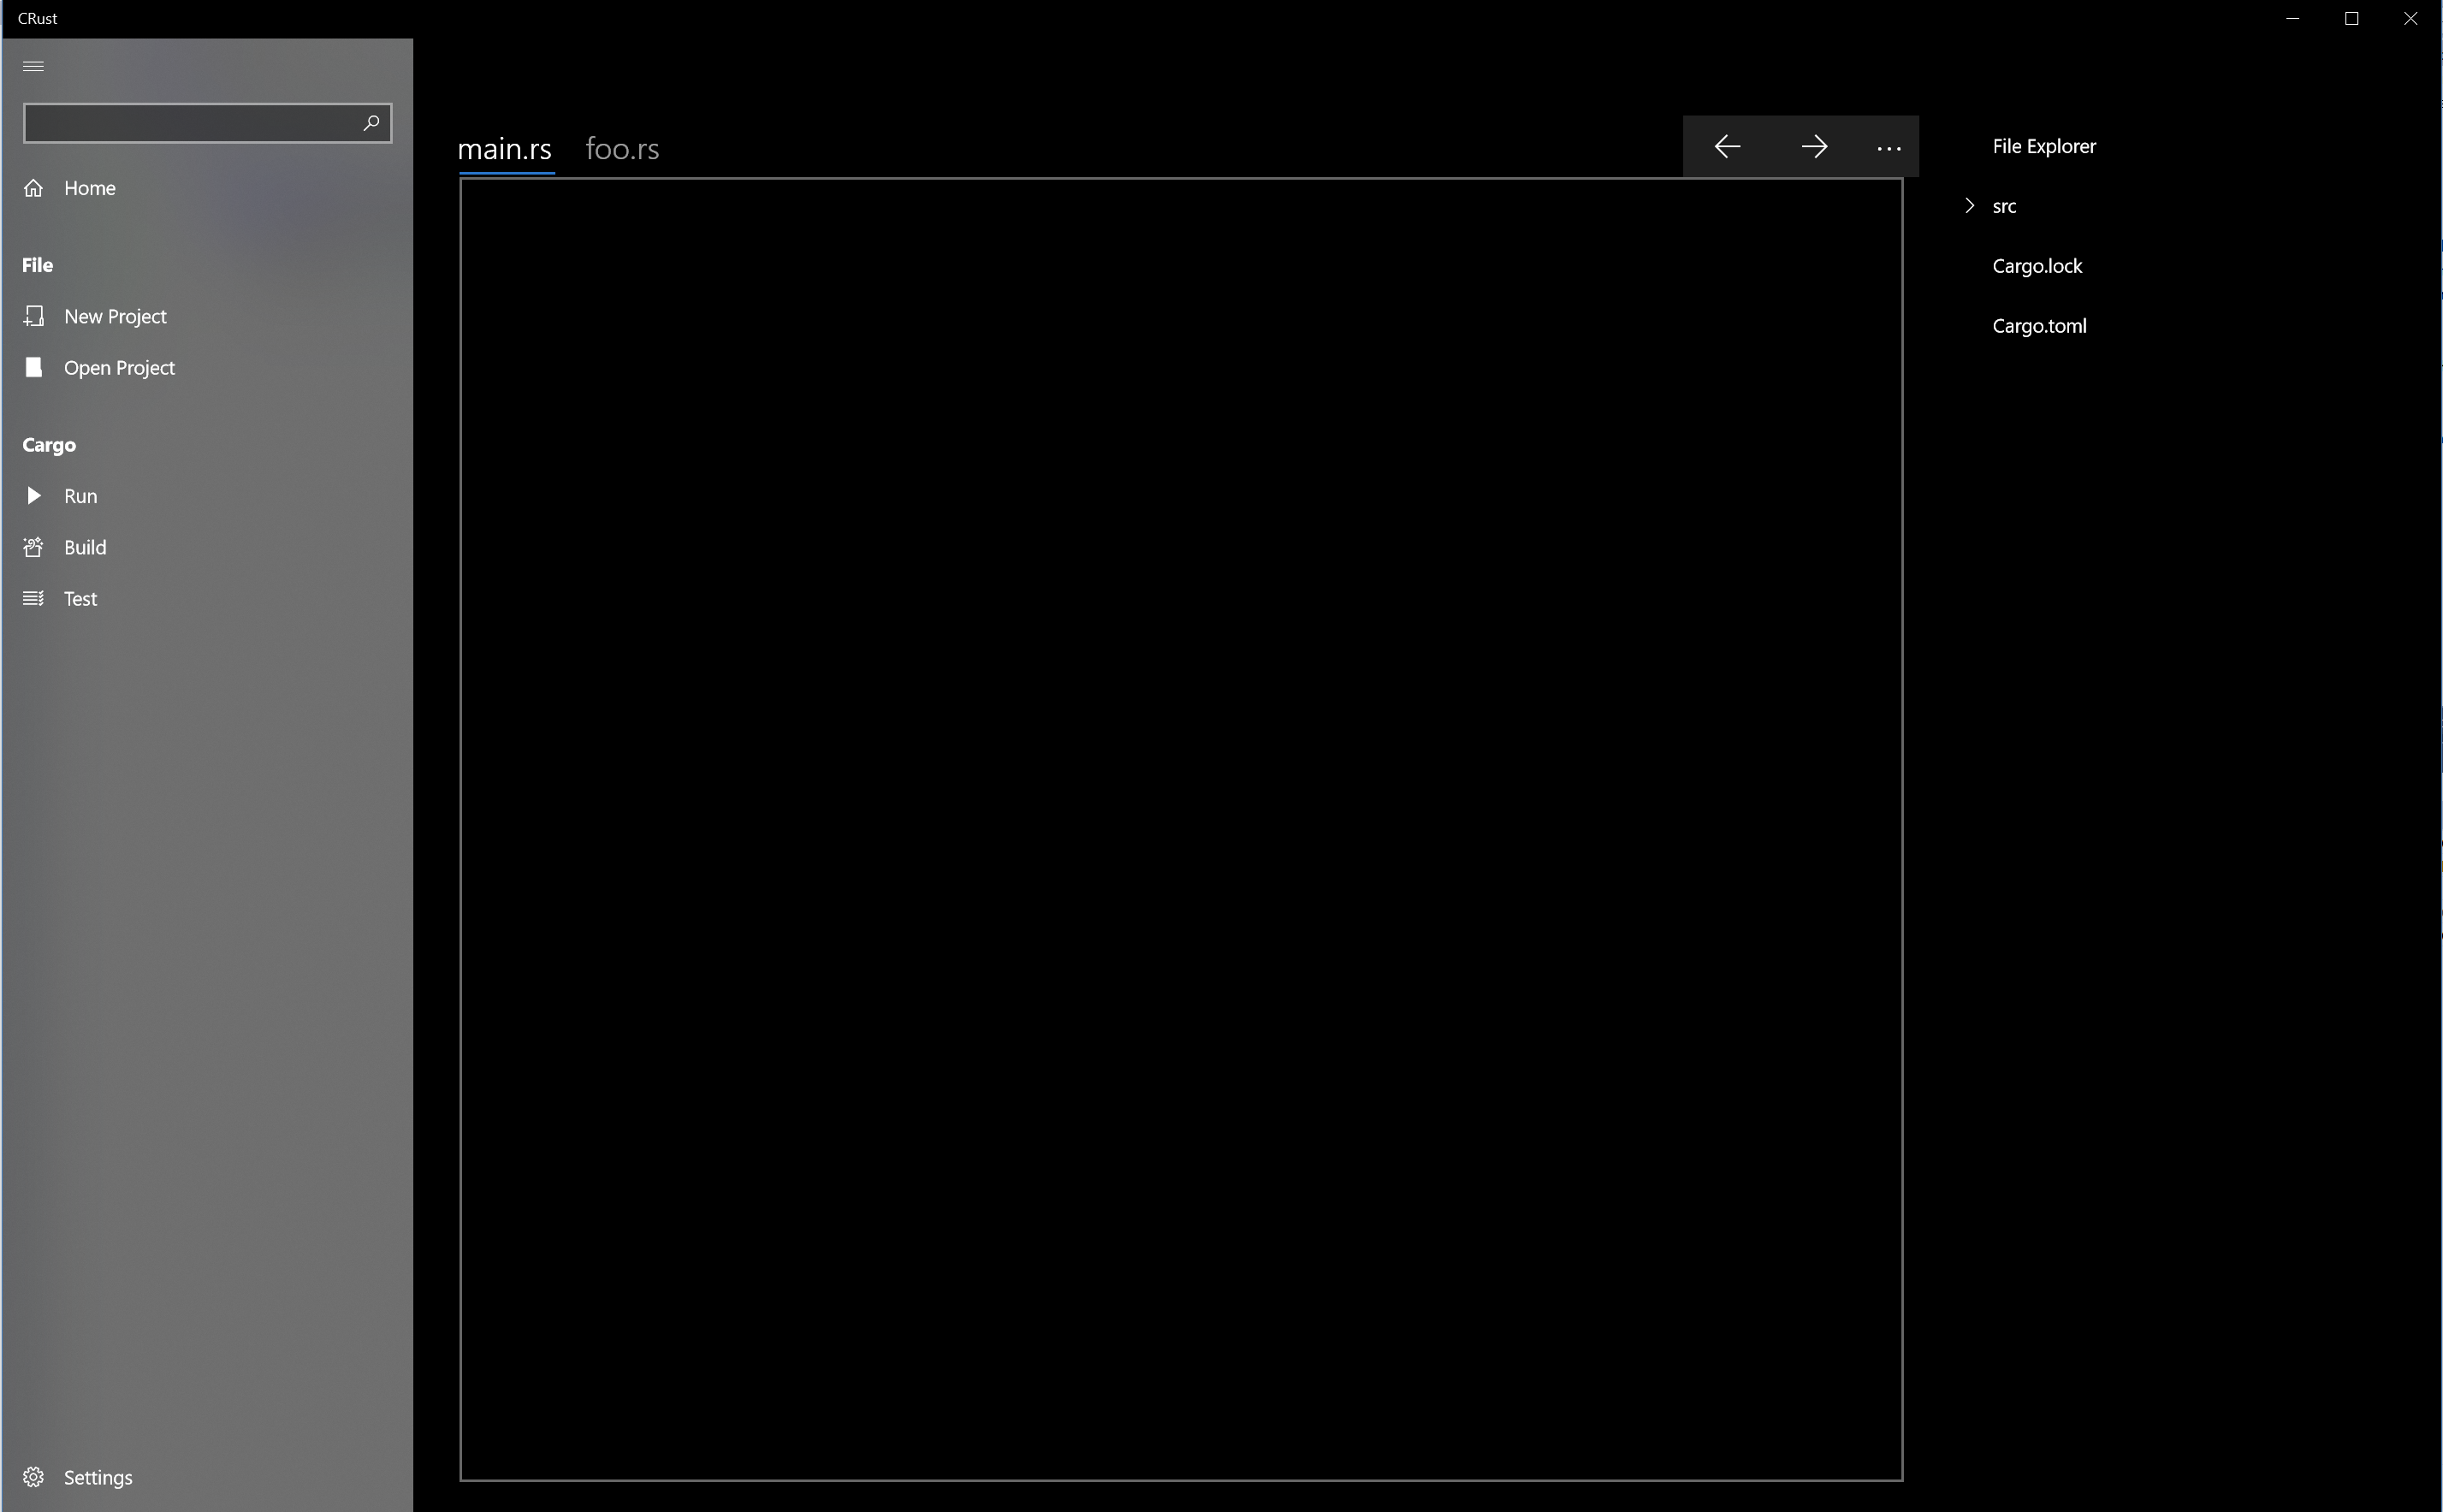 CRust
Home
File
New Project
Open Project
Cargo
Run
Build
Test
Settings
main.rs foo.rs
File Explorer
src
Cargo.lock
Cargo.toml